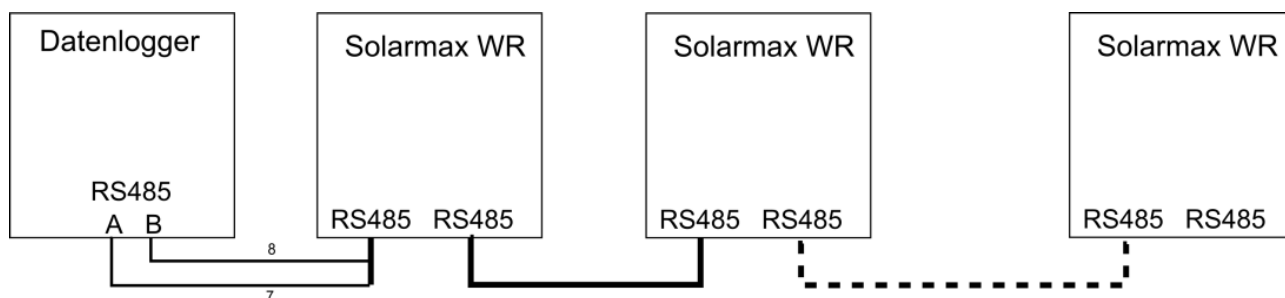 Datenlogger
Solarmax WR
Solarmax WR
Solarmax WR
RS485
A B
RS485 RS485
RS485 RS485
RS485 RS485
8
7